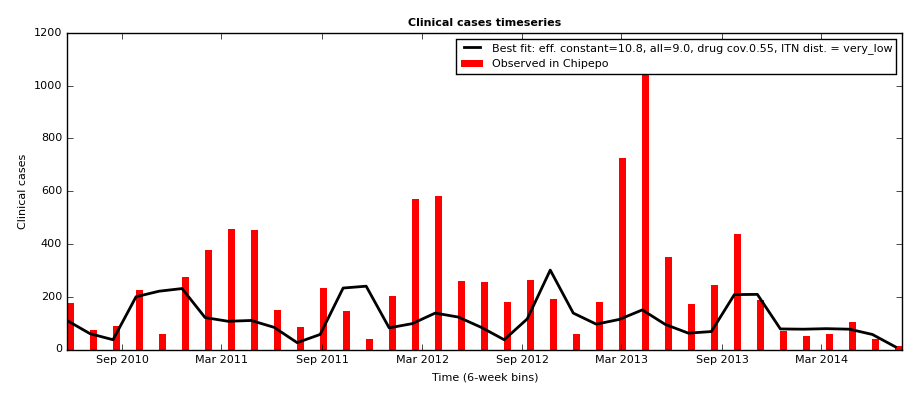 Clinical cases timeseries
Best fit: eff. constant=10.8, all=9.0, drug cov.0.55, ITN dist. = very_low
Observed in Chipepo
Clinical cases
1200
1000
800
600
400
200
0
Sep 2010 Mar 2011 Sep 2011 Mar 2012 Sep 2012 Mar 2013 Sep 2013 Mar 2014
Time (6-week bins)